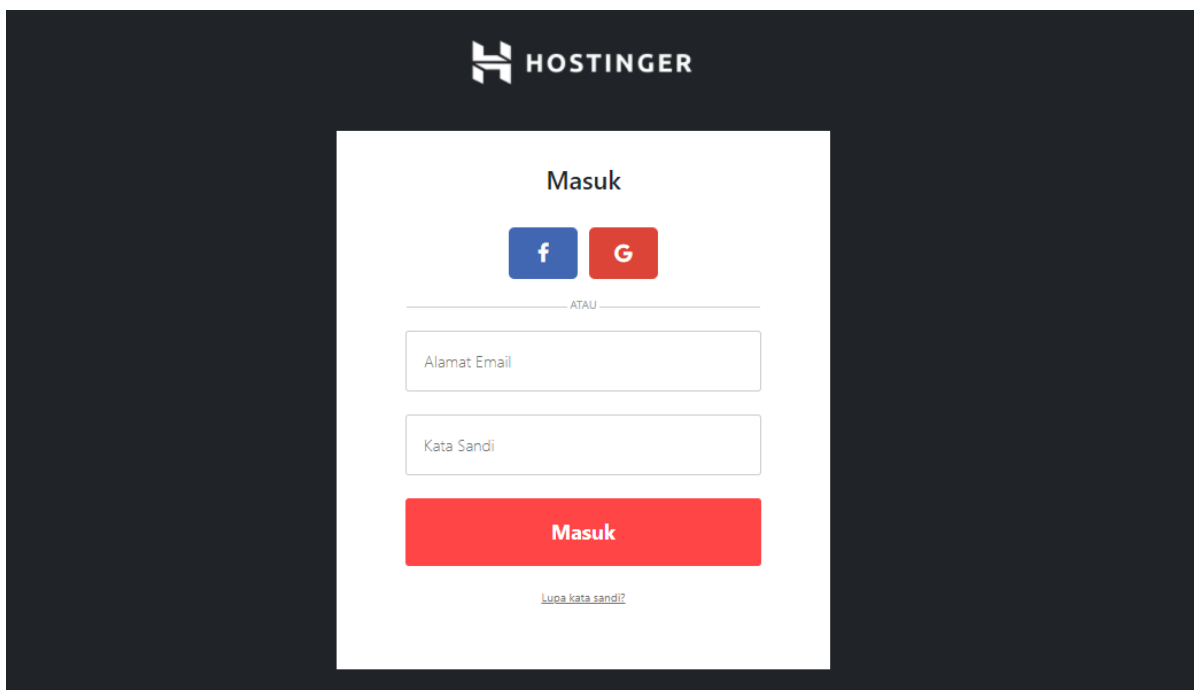 HOSTINGER
Masuk
f G
ATAU
Alamat Email
Kata Sandi
Masuk
Lupa kata sandi?